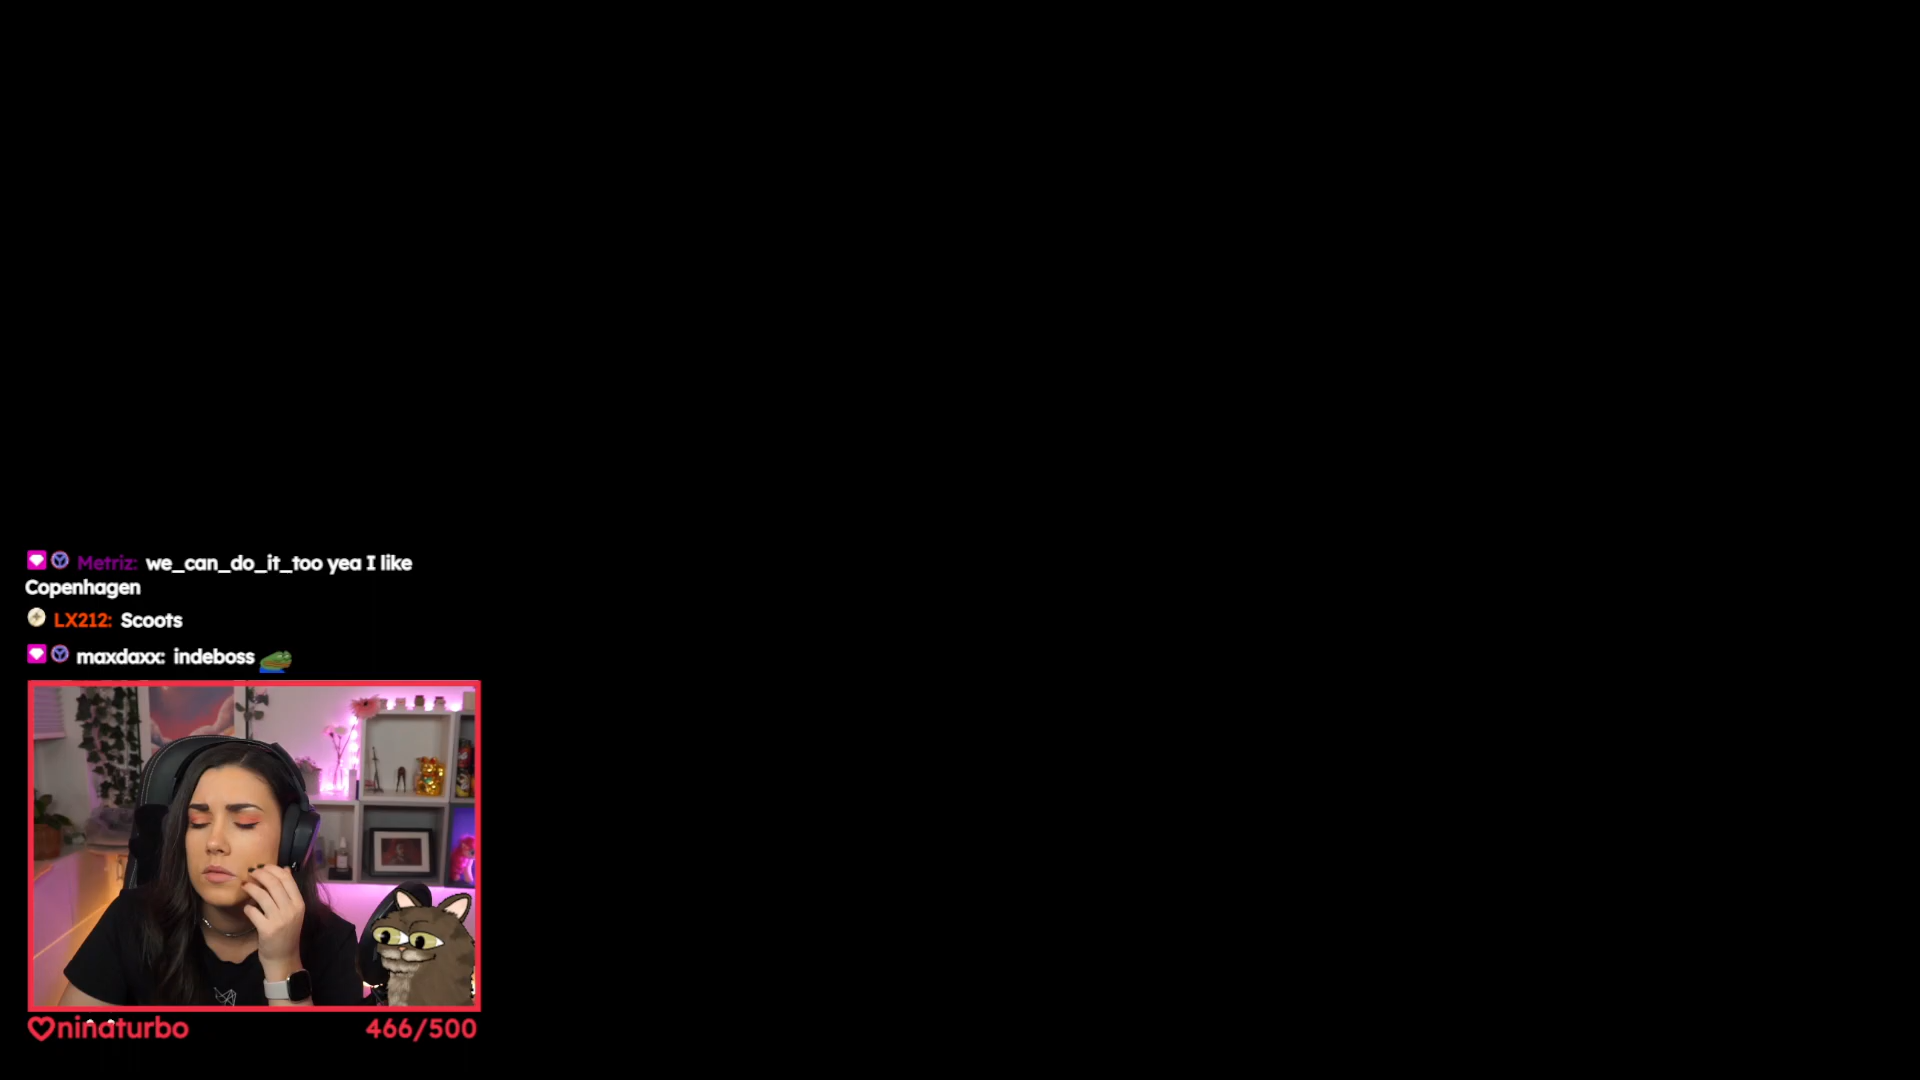 Metriz: we_can_do_it_too yea I like
Copenhagen
LX212: Scoots
maxdaxx: indeboss
ninaturbo 466/500